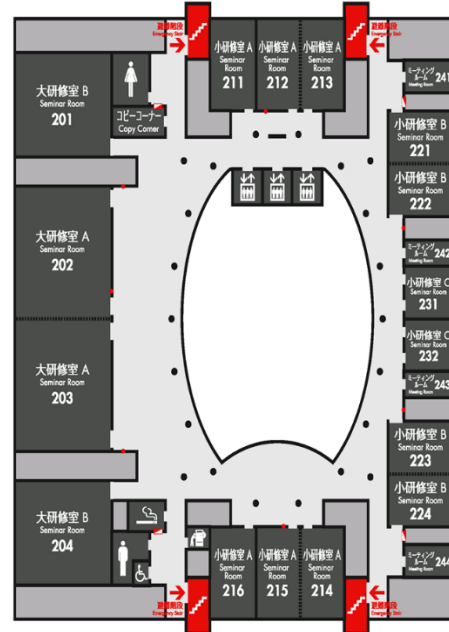 避難階段
Emergency Stair
小研修室 A
Seminar
Room
211
小研修室 A
Seminar
Room
212
小研修室 A
Seminar
Room
213
避難階段
Emergency Stair
大研修室 B
Seminar Room
201
コピーコーナー
Copy Corner
ミーティング
ルーム 241
Meeting Room
小研修室 B
Seminar Room
221
小研修室 B
Seminar Room
222
大研修室 A
Seminar Room
202
ミーティング
ルーム 242
Meeting Room
小研修室 C
Seminar Room
231
小研修室 C
Seminar Room
232
大研修室 A
Seminar Room
203
ミーティング
ルーム 243
Meeting Room
小研修室 B
Seminar Room
223
小研修室 B
Seminar Room
224
大研修室 B
Seminar Room
204
小研修室 A
Seminar
Room
216
小研修室 A
Seminar
Room
215
小研修室 A
Seminar
Room
214
ミーティング
ルーム 244
Meeting Room
避難階段
Emergency Stair
避難階段
Emergency Stair